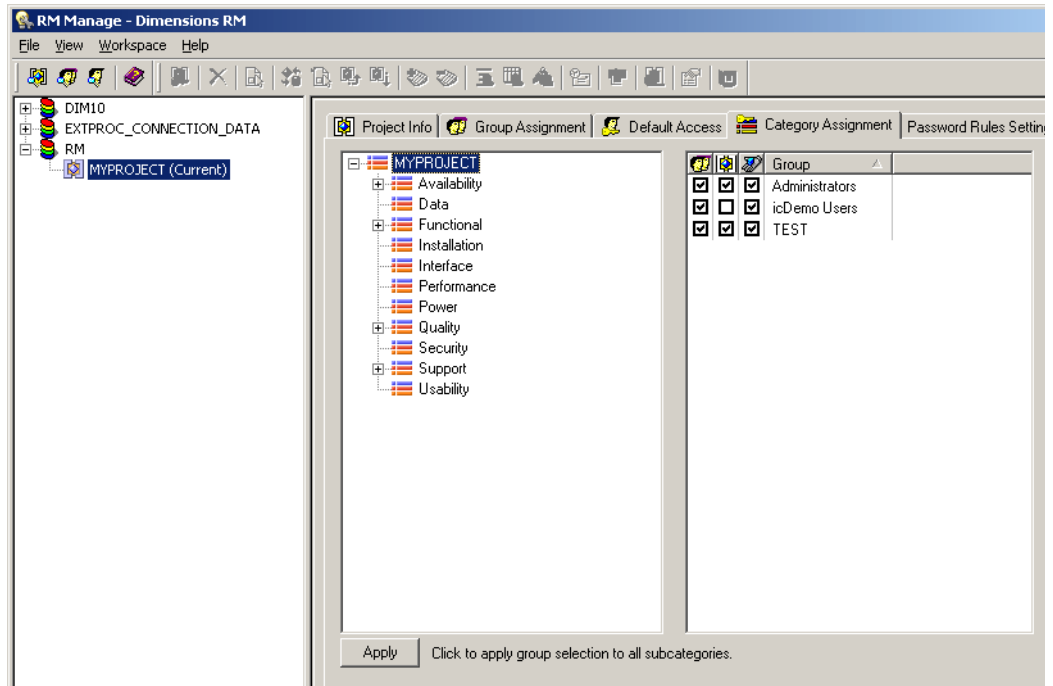 RM Manage - Dimensions RM
File View Workspace Help
DIM10
EXTPROC_CONNECTION_DATA
RM
MYPROJECT (Current)
Project Info Group Assignment Default Access Category Assignment Password Rules Setting
MYPROJECT
Availability
Data
Functional
Installation
Interface
Performance
Power
Quality
Security
Support
Usability
Group
Administrators
icDemo Users
TEST
Apply Click to apply group selection to all subcategories.